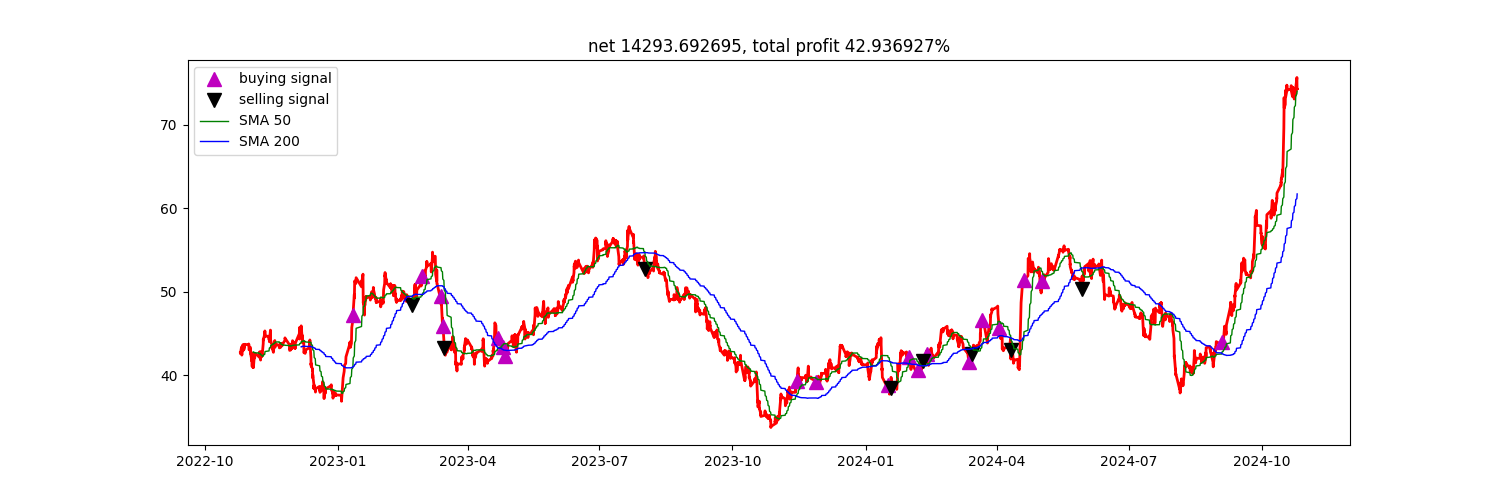 net 14293.692695, total profit 42.936927%
buying signal
selling signal
SMA 50
SMA 200
70
60
50
40
2022-10 2023-01 2023-04 2023-07 2023-10 2024-01 2024-04 2024-07 2024-10